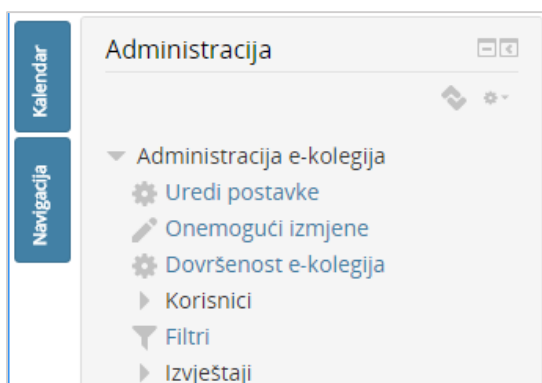 Kalendar
Navigacija
Administracija
Administracija e-kolegija
Uredi postavke
Onemogući izmjene
Dovršenost e-kolegija
Korisnici
Filtri
Izvještaji